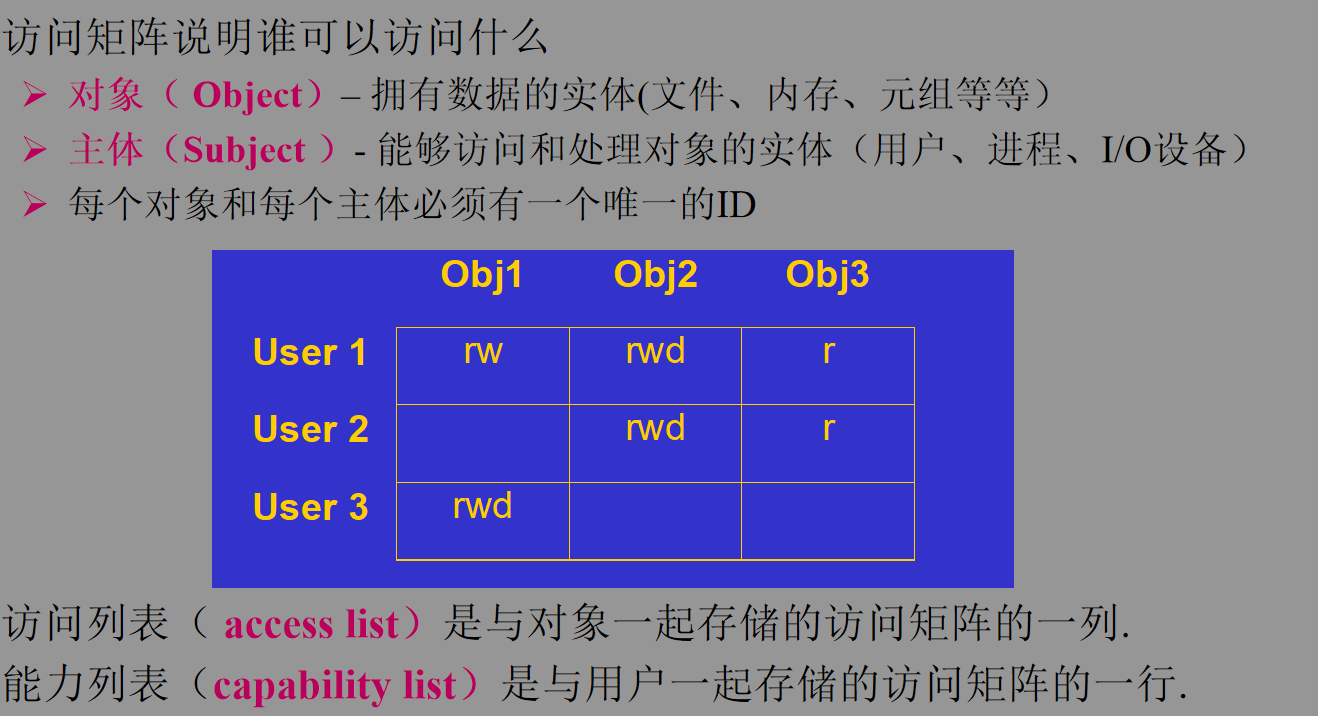 访问矩阵说明谁可以访问什么
➢ 对象（ Object）– 拥有数据的实体(文件、内存、元组等等）
➢ 主体（Subject ）- 能够访问和处理对象的实体（用户、进程、I/O设备）
➢ 每个对象和每个主体必须有一个唯一的ID
Obj1 Obj2 Obj3
User 1 rw rwd r
User 2 rwd r
User 3 rwd
访问列表（ access list）是与对象一起存储的访问矩阵的一列.
能力列表（capability list）是与用户一起存储的访问矩阵的一行.